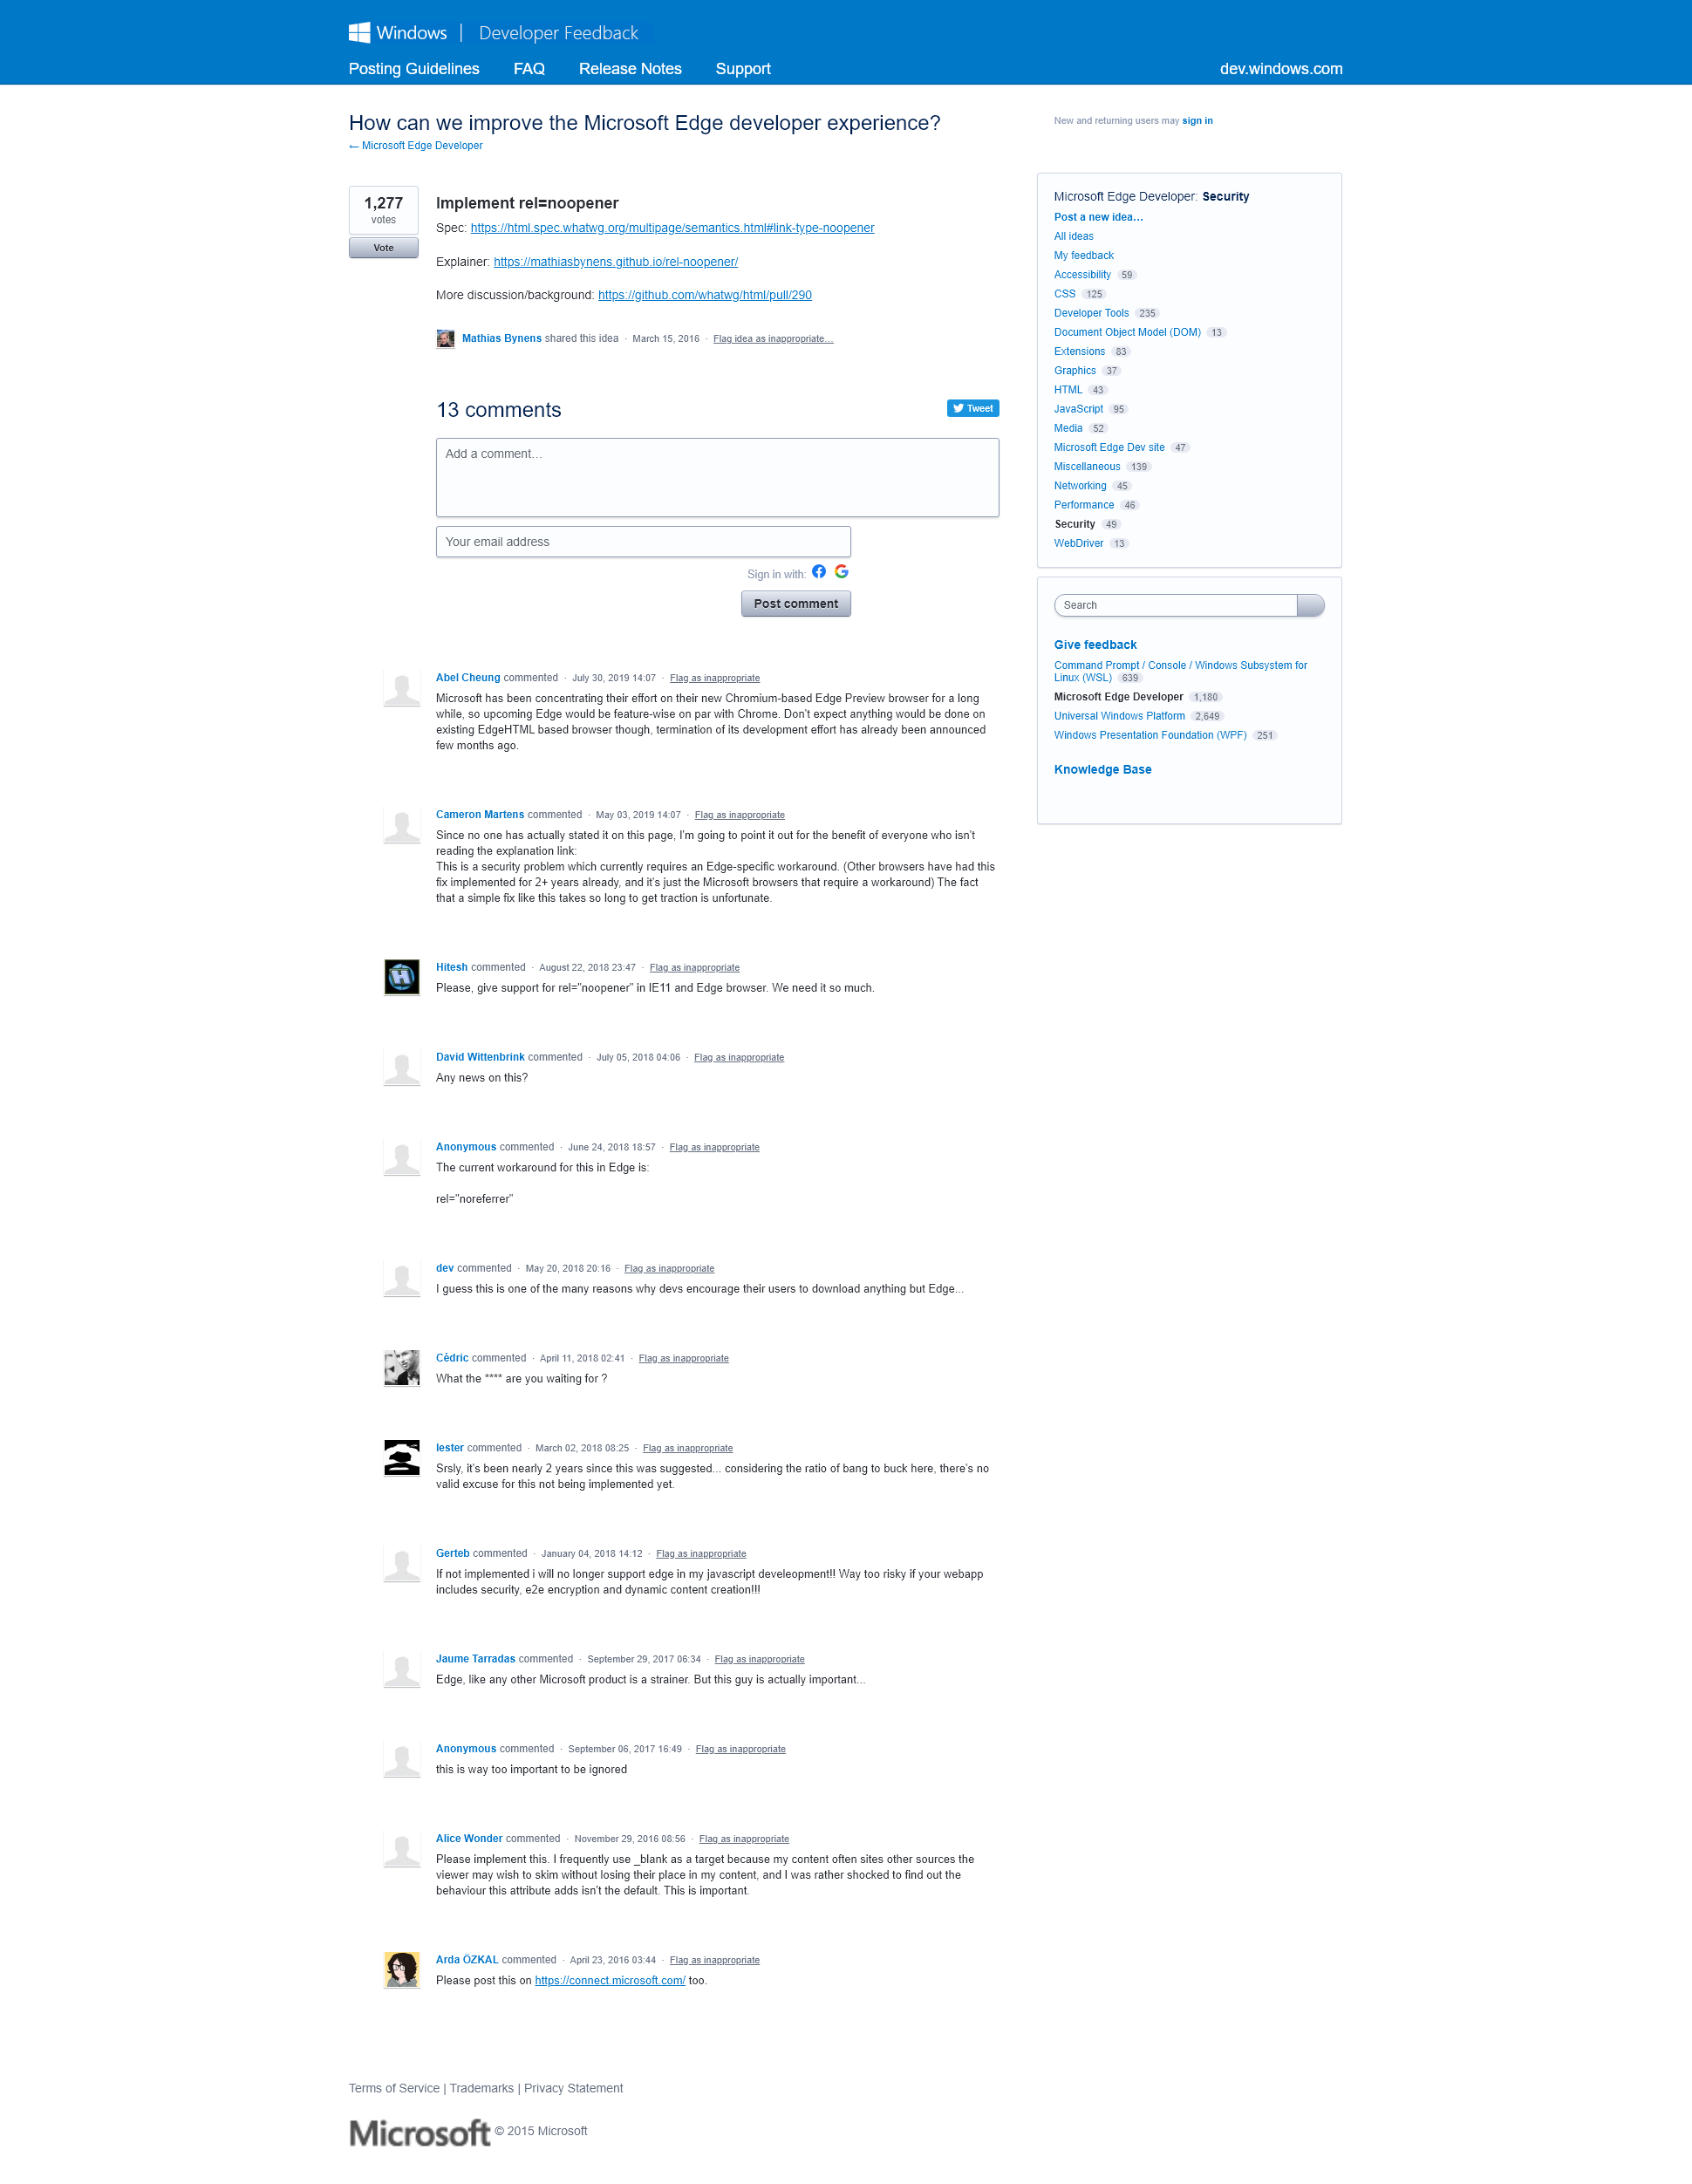 Windows | Developer Feedback
Posting Guidelines FAQ Release Notes Support dev.windows.com
How can we improve the Microsoft Edge developer experience?
← Microsoft Edge Developer
New and returning users may sign in
1,277
votes
Vote
Implement rel=noopener
Spec: https://html.spec.whatwg.org/multipage/semantics.html#link-type-noopener
Explainer: https://mathiasbynens.github.io/rel-noopener/
More discussion/background: https://github.com/whatwg/html/pull/290
Mathias Bynens shared this idea · March 15, 2016 · Flag idea as inappropriate…
13 comments
Tweet
Add a comment…
Your email address
Sign in with:
Post comment
Abel Cheung commented · July 30, 2019 14:07 · Flag as inappropriate
Microsoft has been concentrating their effort on their new Chromium-based Edge Preview browser for a long
while, so upcoming Edge would be feature-wise on par with Chrome. Don't expect anything would be done on
existing EdgeHTML based browser though, termination of its development effort has already been announced
few months ago.
Cameron Martens commented · May 03, 2019 14:07 · Flag as inappropriate
Since no one has actually stated it on this page, I'm going to point it out for the benefit of everyone who isn't
reading the explanation link:
This is a security problem which currently requires an Edge-specific workaround. (Other browsers have had this
fix implemented for 2+ years already, and it's just the Microsoft browsers that require a workaround) The fact
that a simple fix like this takes so long to get traction is unfortunate.
Hitesh commented · August 22, 2018 23:47 · Flag as inappropriate
Please, give support for rel="noopener" in IE11 and Edge browser. We need it so much.
David Wittenbrink commented · July 05, 2018 04:06 · Flag as inappropriate
Any news on this?
Anonymous commented · June 24, 2018 18:57 · Flag as inappropriate
The current workaround for this in Edge is:
rel="noreferrer"
dev commented · May 20, 2018 20:16 · Flag as inappropriate
I guess this is one of the many reasons why devs encourage their users to download anything but Edge...
Cédric commented · April 11, 2018 02:41 · Flag as inappropriate
What the **** are you waiting for ?
lester commented · March 02, 2018 08:25 · Flag as inappropriate
Srsly, it's been nearly 2 years since this was suggested... considering the ratio of bang to buck here, there's no
valid excuse for this not being implemented yet.
Gerteb commented · January 04, 2018 14:12 · Flag as inappropriate
If not implemented i will no longer support edge in my javascript develeopment!! Way too risky if your webapp
includes security, e2e encryption and dynamic content creation!!!
Jaume Tarradas commented · September 29, 2017 06:34 · Flag as inappropriate
Edge, like any other Microsoft product is a strainer. But this guy is actually important...
Anonymous commented · September 06, 2017 16:49 · Flag as inappropriate
this is way too important to be ignored
Alice Wonder commented · November 29, 2016 08:56 · Flag as inappropriate
Please implement this. I frequently use _blank as a target because my content often sites other sources the
viewer may wish to skim without losing their place in my content, and I was rather shocked to find out the
behaviour this attribute adds isn't the default. This is important.
Arda ÖZKAL commented · April 23, 2016 03:44 · Flag as inappropriate
Please post this on https://connect.microsoft.com/ too.
Microsoft Edge Developer: Security
Post a new idea…
All ideas
My feedback
Accessibility 59
CSS 125
Developer Tools 235
Document Object Model (DOM) 13
Extensions 83
Graphics 37
HTML 43
JavaScript 95
Media 52
Microsoft Edge Dev site 47
Miscellaneous 139
Networking 45
Performance 46
Security 49
WebDriver 13
Search
Give feedback
Command Prompt / Console / Windows Subsystem for
Linux (WSL) 639
Microsoft Edge Developer 1,180
Universal Windows Platform 2,649
Windows Presentation Foundation (WPF) 251
Knowledge Base
Terms of Service | Trademarks | Privacy Statement
Microsoft © 2015 Microsoft